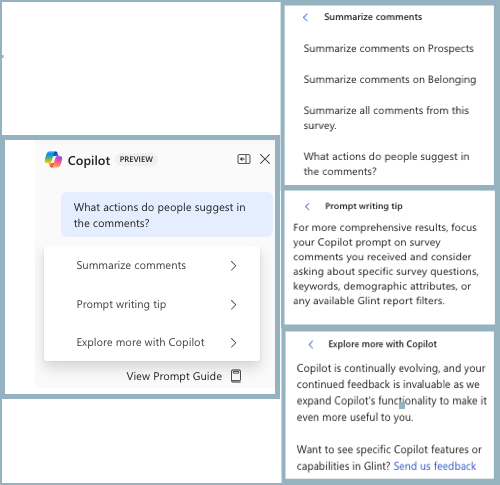 Copilot PREVIEW
What actions do people suggest in
the comments?
Summarize comments
Prompt writing tip
Explore more with Copilot
View Prompt Guide
Summarize comments
Summarize comments on Prospects
Summarize comments on Belonging
Summarize all comments from this
survey.
What actions do people suggest in
the comments?
Prompt writing tip
For more comprehensive results, focus
your Copilot prompt on survey
comments you received and consider
asking about specific survey questions,
keywords, demographic attributes, or
any available Glint report filters.
Explore more with Copilot
Copilot is continually evolving, and your
continued feedback is invaluable as we
expand Copilot's functionality to make it
even more useful to you.
Want to see specific Copilot features or
capabilities in Glint? Send us feedback